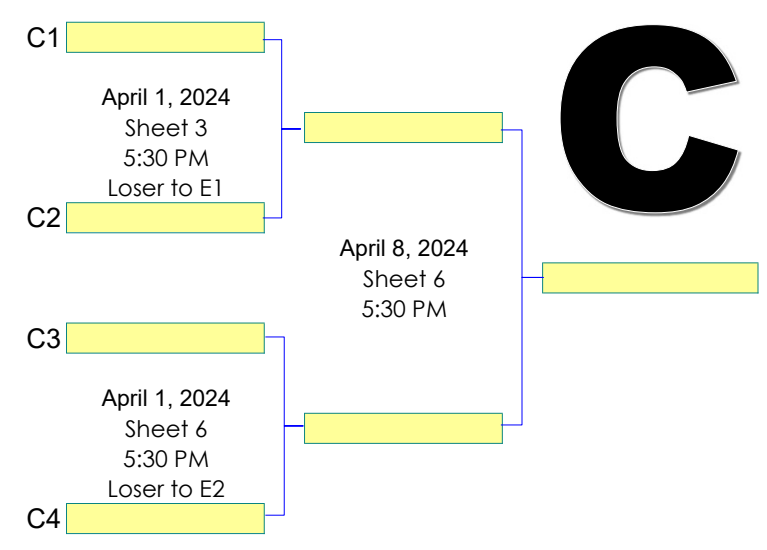 C1
April 1, 2024
Sheet 3
5:30 PM
Loser to E1
C2
C
April 8, 2024
Sheet 6
5:30 PM
C3
April 1, 2024
Sheet 6
5:30 PM
Loser to E2
C4